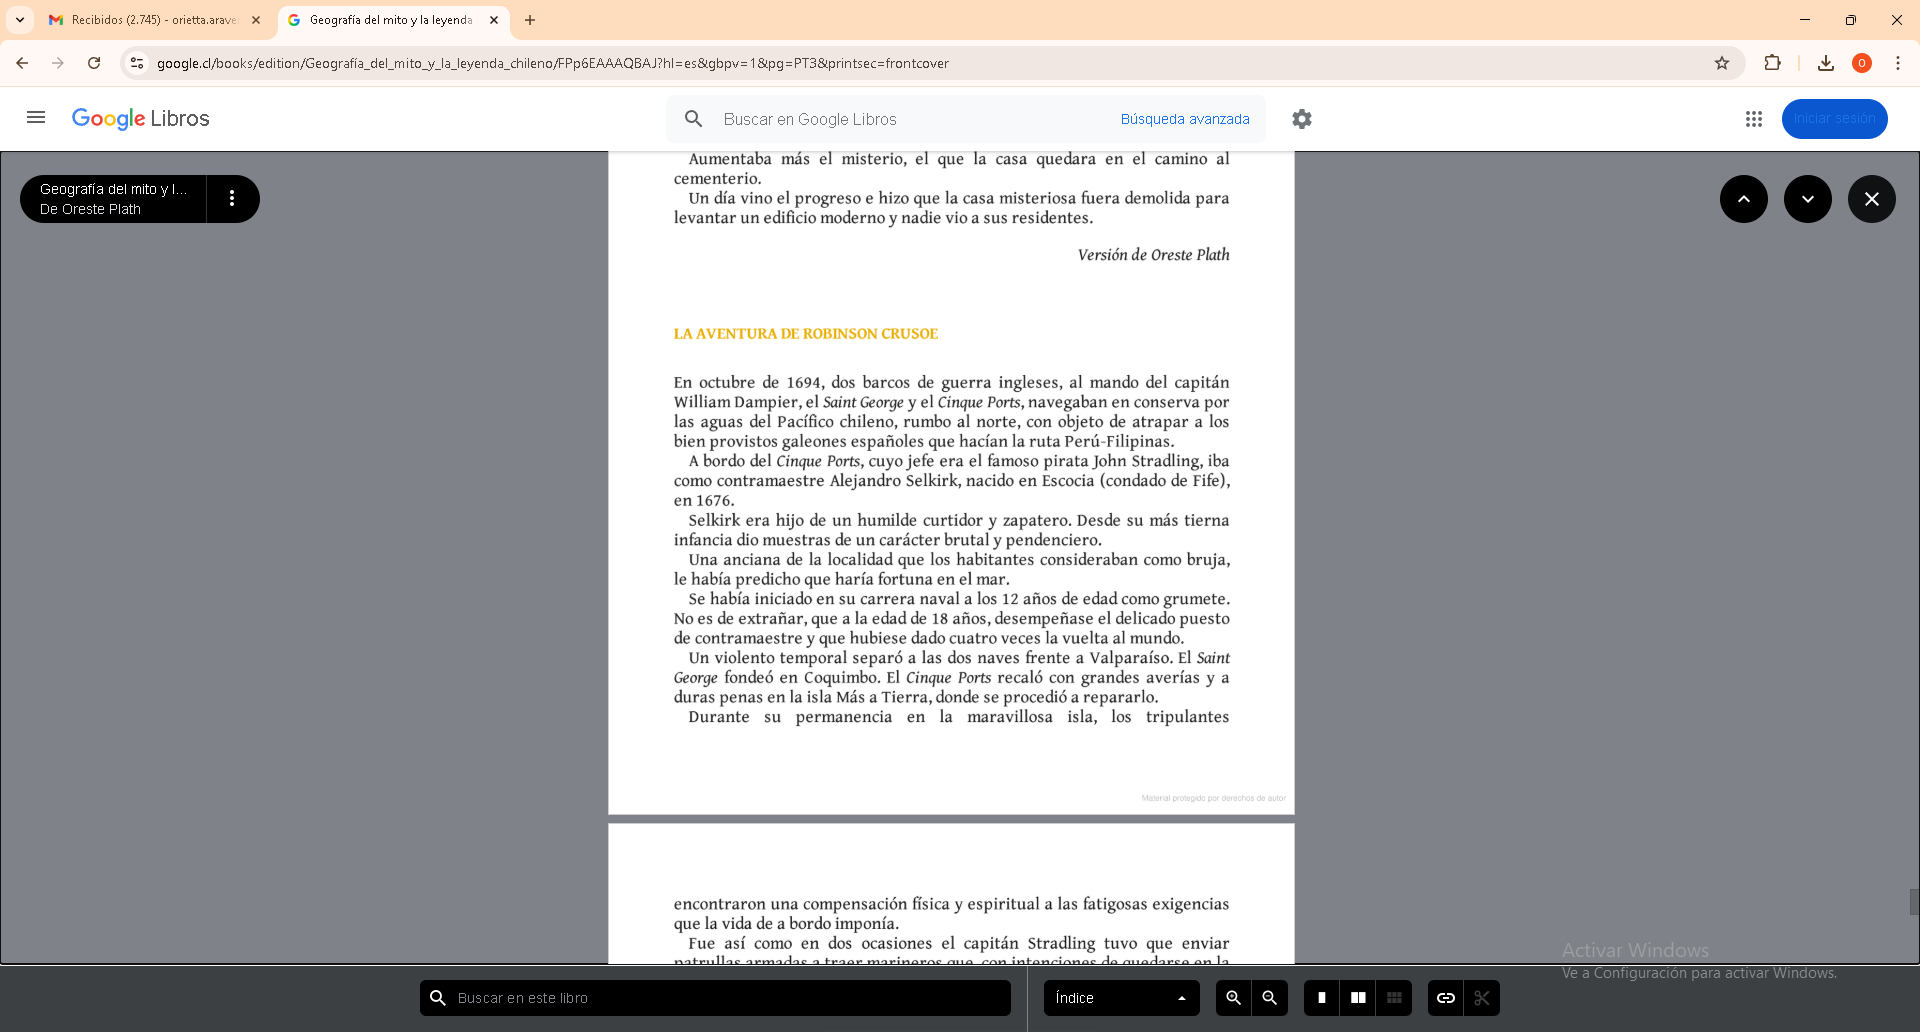 Recibidos (2.745) - orietta.arave
Geografía del mito y la leyenda
google.cl/books/edition/Geografía_del_mito_y_la_leyenda_chileno/FPp6EAAAQBAJ?hl=es&gbpv=1&pg=PT3&printsec=frontcover
O
Google Libros
Buscar en Google Libros
Búsqueda avanzada
Iniciar sesión
Geografía del mito y l...
De Oreste Plath
Aumentaba más el misterio, el que la casa quedara en el camino al
cementerio.
Un día vino el progreso e hizo que la casa misteriosa fuera demolida para
levantar un edificio moderno y nadie vio a sus residentes.
Versión de Oreste Plath
LA AVENTURA DE ROBINSON CRUSOE
En octubre de 1694, dos barcos de guerra ingleses, al mando del capitán
William Dampier, el Saint George y el Cinque Ports, navegaban en conserva por
las aguas del Pacífico chileno, rumbo al norte, con objeto de atrapar a los
bien provistos galeones españoles que hacían la ruta Perú-Filipinas.
A bordo del Cinque Ports, cuyo jefe era el famoso pirata John Stradling, iba
como contramaestre Alejandro Selkirk, nacido en Escocia (condado de Fife),
en 1676.
Selkirk era hijo de un humilde curtidor y zapatero. Desde su más tierna
infancia dio muestras de un carácter brutal y pendenciero.
Una anciana de la localidad que los habitantes consideraban como bruja,
le había predicho que haría fortuna en el mar.
Se había iniciado en su carrera naval a los 12 años de edad como grumete.
No es de extrañar, que a la edad de 18 años, desempeñase el delicado puesto
de contramaestre y que hubiese dado cuatro veces la vuelta al mundo.
Un violento temporal separó a las dos naves frente a Valparaíso. El Saint
George fondeó en Coquimbo. El Cinque Ports recaló con grandes averías y a
duras penas en la isla Más a Tierra, donde se procedió a repararlo.
Durante su permanencia en la maravillosa isla, los tripulantes
Material protegido por derechos de autor
encontraron una compensación física y espiritual a las fatigosas exigencias
que la vida de a bordo imponía.
Fue así como en dos ocasiones el capitán Stradling tuvo que enviar
patrullas armadas a traer marineros que, con intenciones de quedarse en la
Activar Windows
Ve a Configuración para activar Windows.
Buscar en este libro
Índice